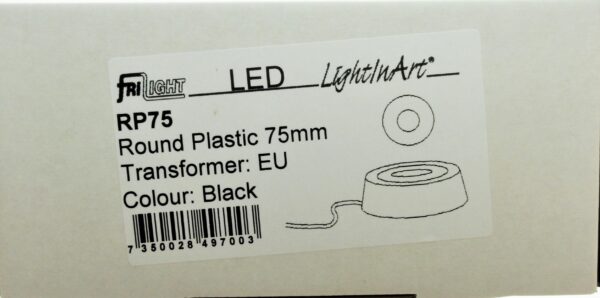 FRILIGHT LED LightInArt®
RP75
Round Plastic 75mm
Transformer: EU
Colour: Black
7 350028 497003